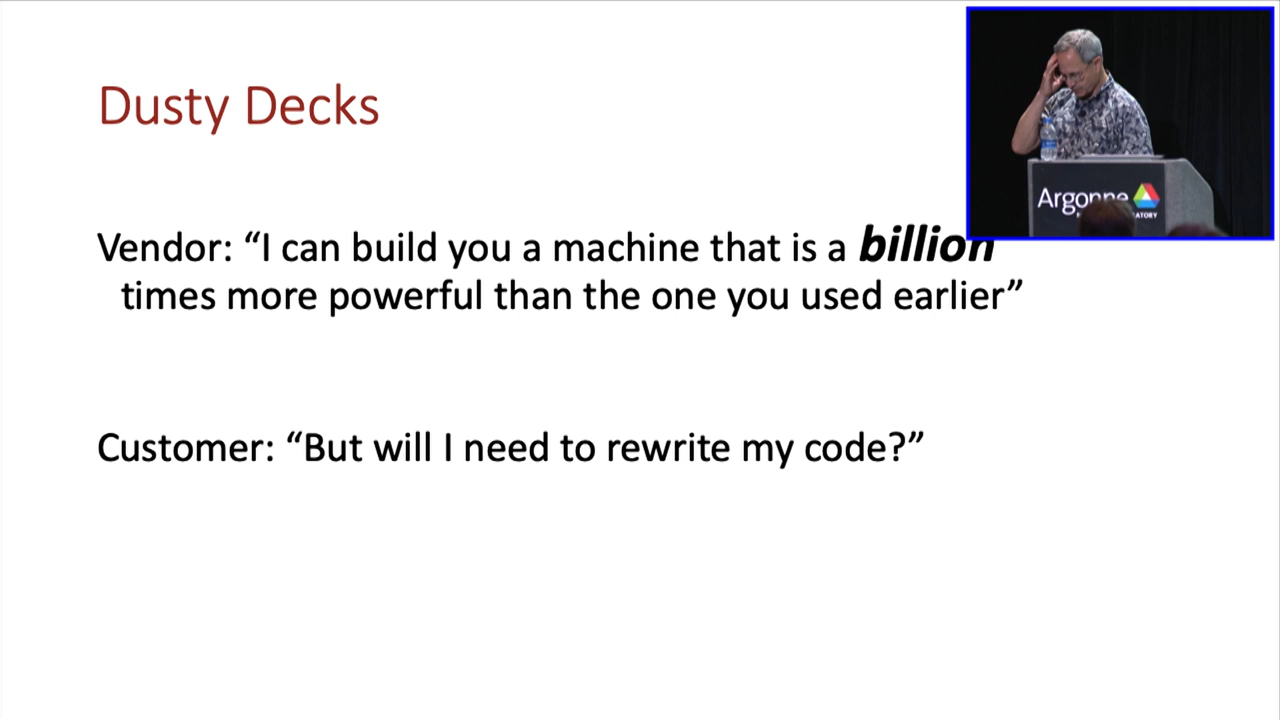 Dusty Decks
Vendor: “I can build you a machine that is a billion
times more powerful than the one you used earlier”
Customer: “But will I need to rewrite my code?”
Argonne